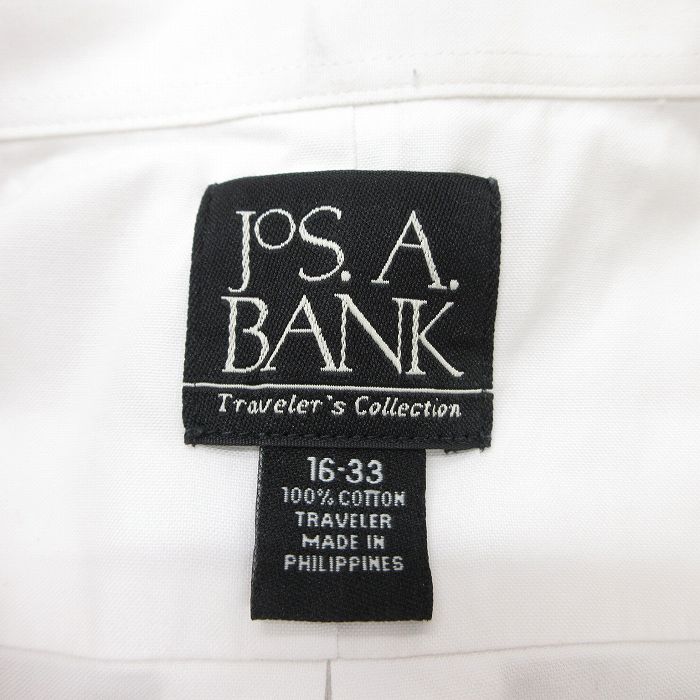 JoS. A.
BANK
Traveler's Collection
16-33
100% COTTON
TRAVELER
MADE IN
PHILIPPINES